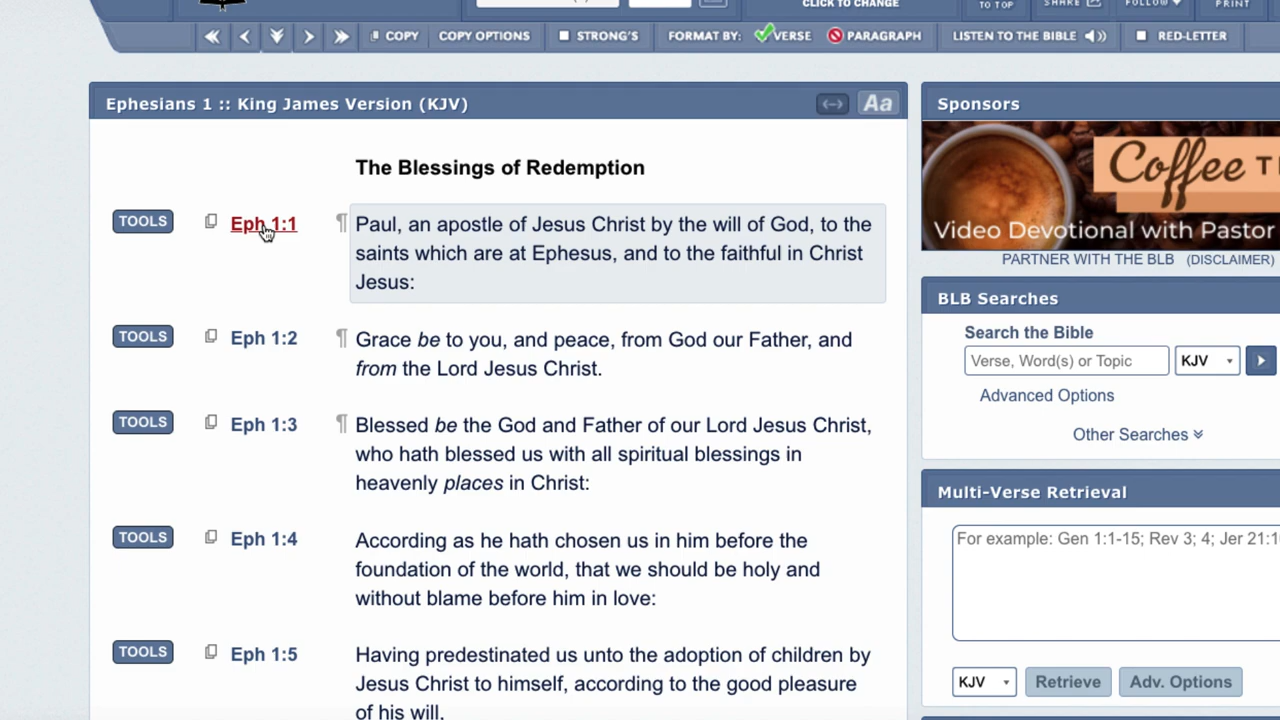 CLICK TO CHANGE
TO TOP
SHARE
FOLLOW
PRINT
COPY
COPY OPTIONS
STRONG'S
FORMAT BY:
VERSE
PARAGRAPH
LISTEN TO THE BIBLE
RED-LETTER
Ephesians 1 :: King James Version (KJV)
Aa
The Blessings of Redemption
TOOLS
Eph 1:1
¶ Paul, an apostle of Jesus Christ by the will of God, to the
saints which are at Ephesus, and to the faithful in Christ
Jesus:
TOOLS
Eph 1:2
¶ Grace be to you, and peace, from God our Father, and
from the Lord Jesus Christ.
TOOLS
Eph 1:3
¶ Blessed be the God and Father of our Lord Jesus Christ,
who hath blessed us with all spiritual blessings in
heavenly places in Christ:
TOOLS
Eph 1:4
According as he hath chosen us in him before the
foundation of the world, that we should be holy and
without blame before him in love:
TOOLS
Eph 1:5
Having predestinated us unto the adoption of children by
Jesus Christ to himself, according to the good pleasure
of his will,
Sponsors
Coffee
Video Devotional with Pastor
PARTNER WITH THE BLB (DISCLAIMER)
BLB Searches
Search the Bible
Verse, Word(s) or Topic
KJV
Advanced Options
Other Searches
Multi-Verse Retrieval
For example: Gen 1:1-15; Rev 3; 4; Jer 21:1
KJV
Retrieve
Adv. Options